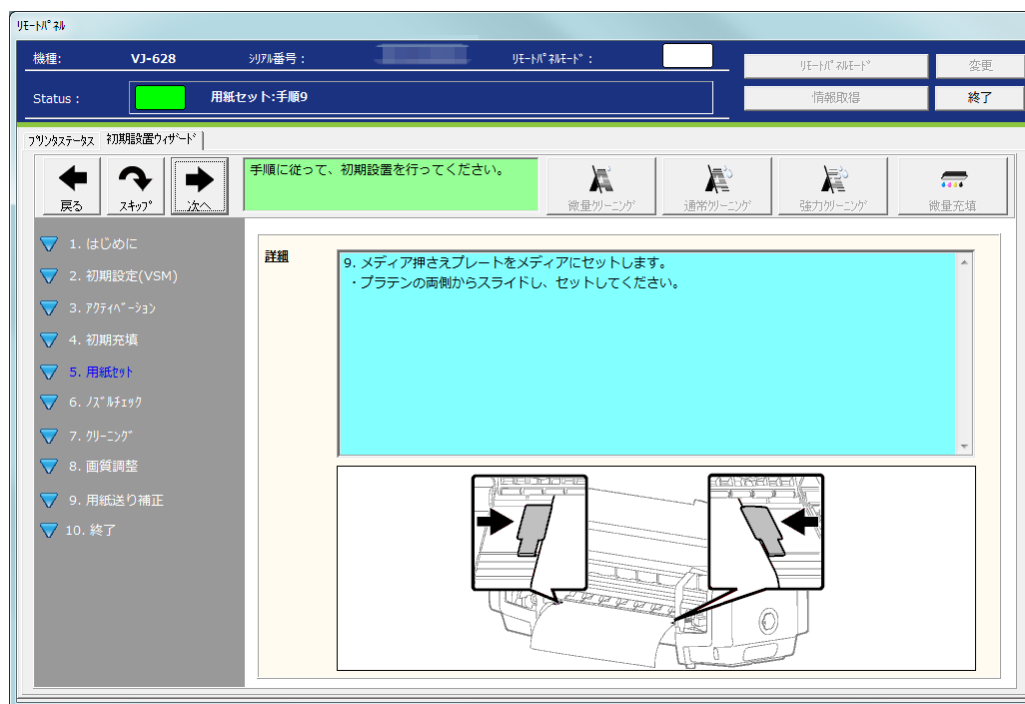 ﾘﾓｰﾄﾊﾟﾈﾙ
機種:
VJ-628
ｼﾘｱﾙ番号：
ﾘﾓｰﾄﾊﾟﾈﾙﾓｰﾄﾞ：
ﾘﾓｰﾄﾊﾟﾈﾙﾓｰﾄﾞ
変更
Status：
用紙セット:手順9
情報取得
終了
ﾌﾟﾘﾝﾀｽﾃｰﾀｽ
初期設置ｳｨｻﾞｰﾄﾞ
戻る
ｽｷｯﾌﾟ
次へ
手順に従って、初期設置を行ってください。
微量ｸﾘｰﾆﾝｸﾞ
通常ｸﾘｰﾆﾝｸﾞ
強力ｸﾘｰﾆﾝｸﾞ
微量充填
1. はじめに
2. 初期設定(VSM)
3. ｱｸﾃｨﾍﾞｰｼｮﾝ
4. 初期充填
5. 用紙ｾｯﾄ
6. ﾉｽﾞﾙﾁｪｯｸ
7. ｸﾘｰﾆﾝｸﾞ
8. 画質調整
9. 用紙送り補正
10. 終了
詳細
9. メディア押さえプレートをメディアにセットします。
・プラテンの両側からスライドし、セットしてください。